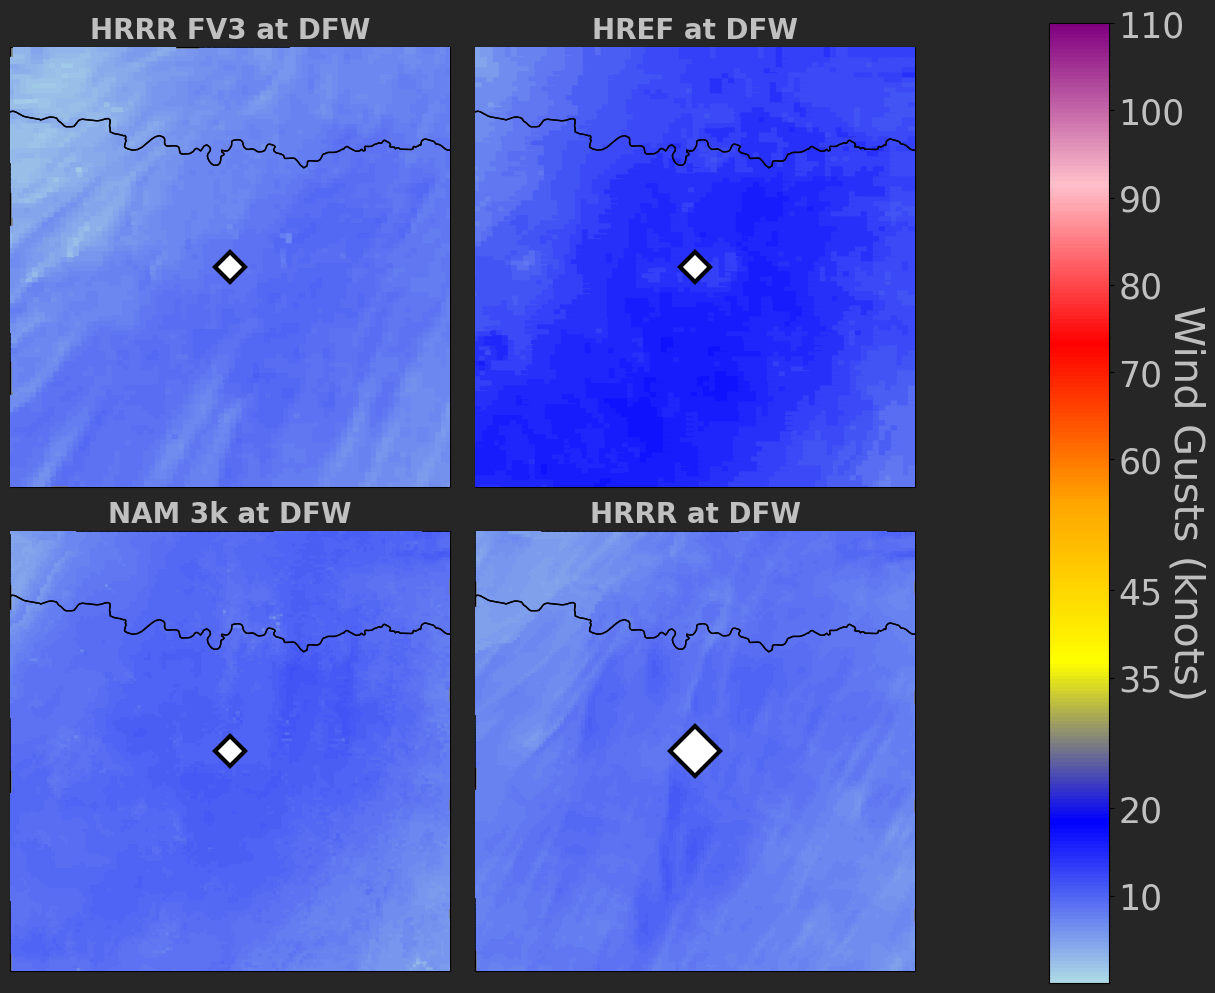 HRRR FV3 at DFW
HREF at DFW
NAM 3k at DFW
HRRR at DFW
110
100
90
80
70
60
45
35
20
10
Wind Gusts (knots)